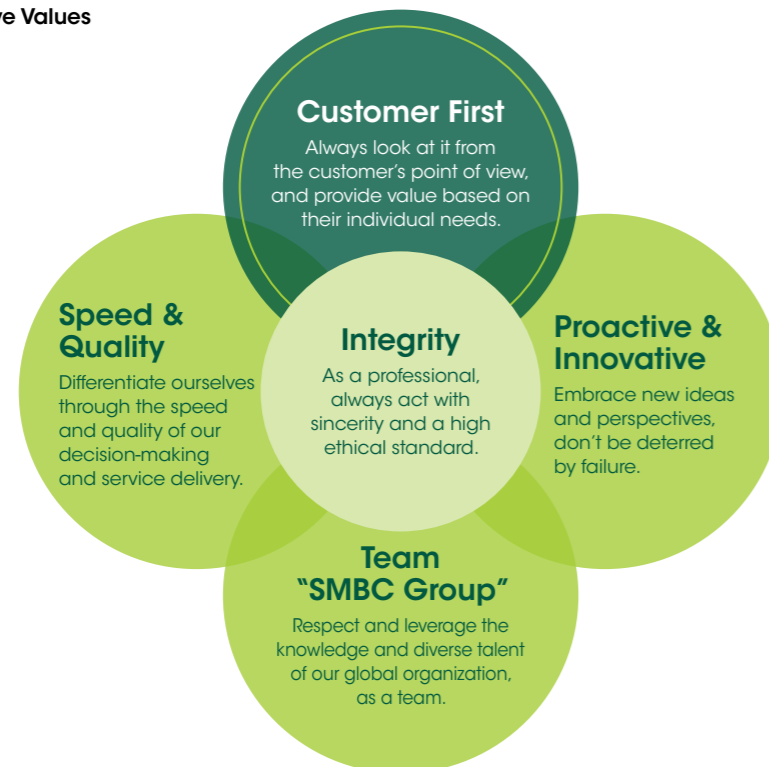 ve Values
Customer First
Always look at it from
the customer’s point of view,
and provide value based on
their individual needs.
Speed &
Quality
Differentiate ourselves
through the speed
and quality of our
decision-making
and service delivery.
Integrity
As a professional,
always act with
sincerity and a high
ethical standard.
Proactive &
Innovative
Embrace new ideas
and perspectives,
don’t be deterred
by failure.
Team
“SMBC Group”
Respect and leverage the
knowledge and diverse talent
of our global organization,
as a team.